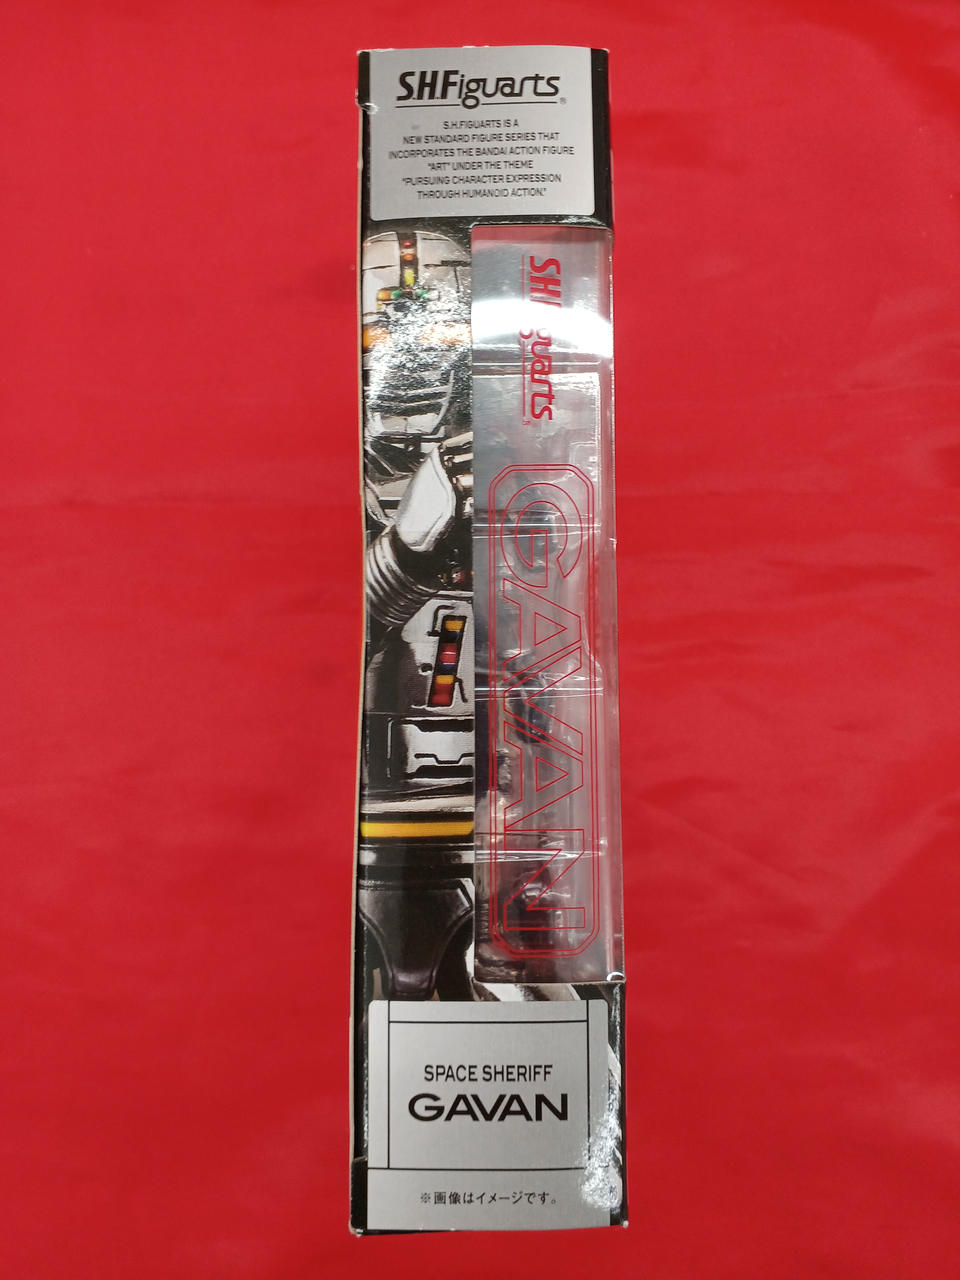 S.H.Figuarts®
S.H.FIGUARTS IS A
NEW STANDARD FIGURE SERIES THAT
INCORPORATES THE BANDAI ACTION FIGURE
"ART" UNDER THE THEME
"PURSUING CHARACTER EXPRESSION
THROUGH HUMANOID ACTION."
S.H.Figuarts
GAVAN
SPACE SHERIFF
GAVAN
※画像はイメージです。